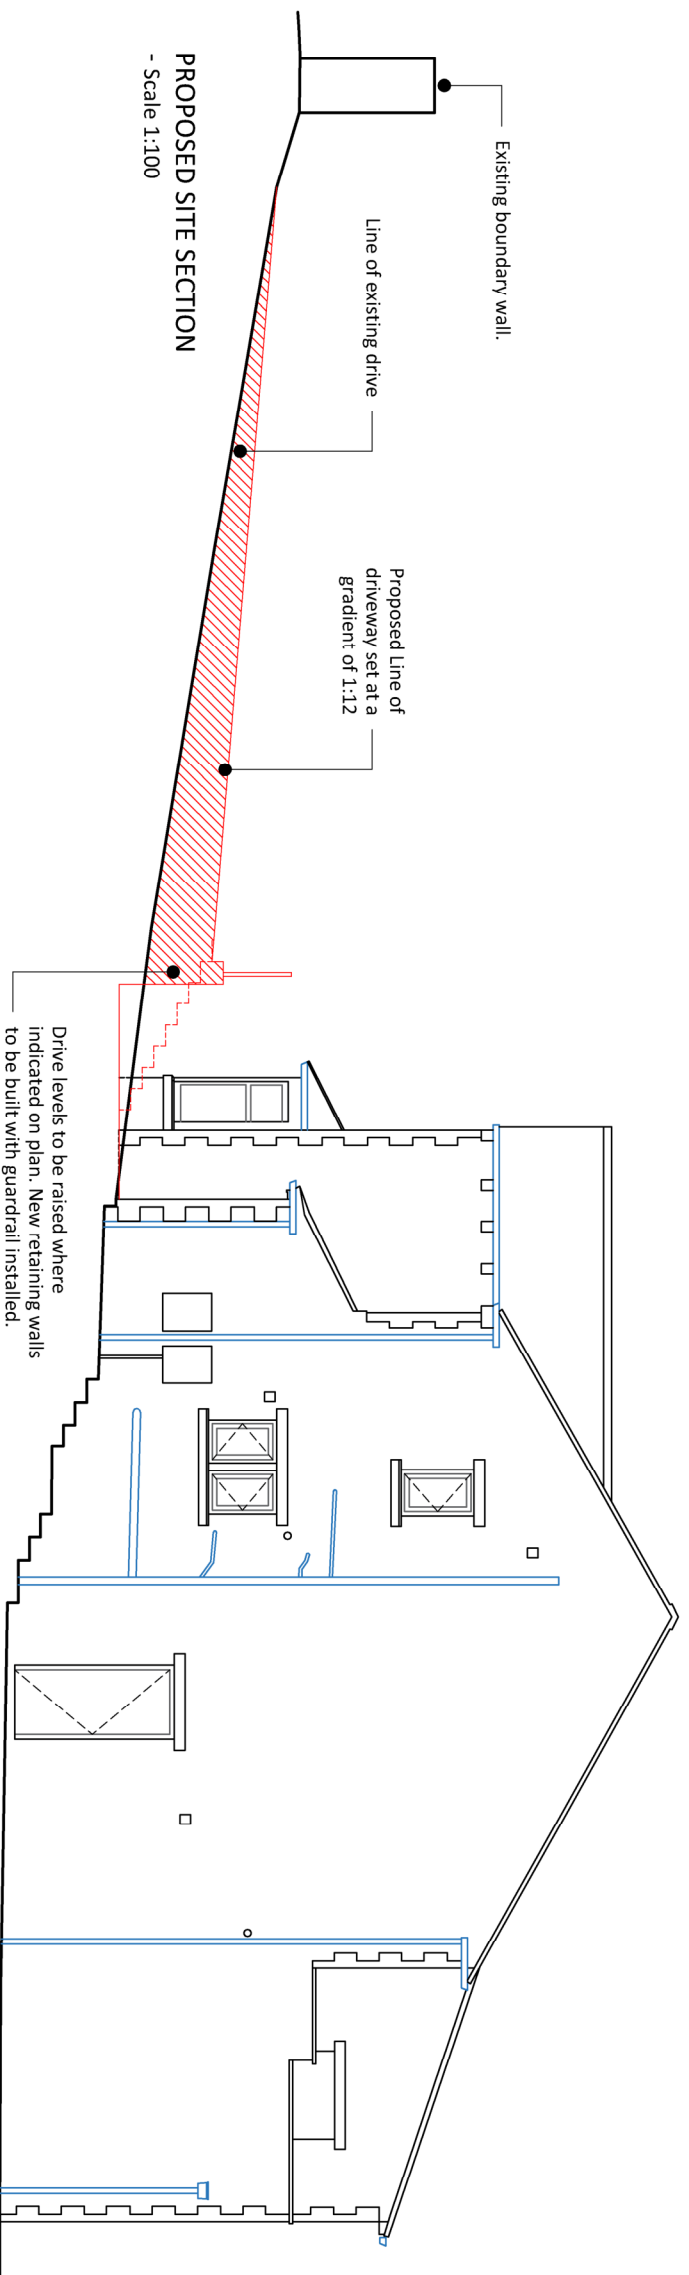 Existing boundary wall.
Line of existing drive
Proposed Line of
driveway set at a
gradient of 1:12
PROPOSED SITE SECTION
- Scale 1:100
Drive levels to be raised where
indicated on plan. New retaining walls
to be built with guardrail installed.